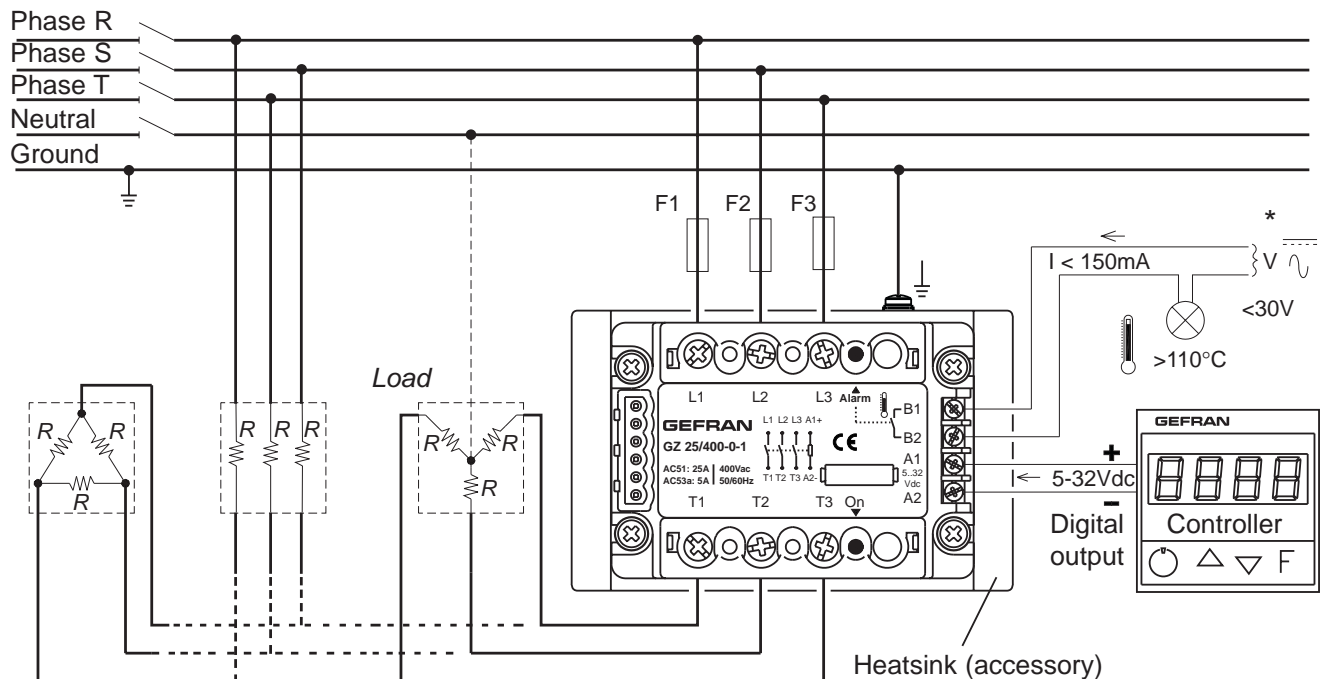 Phase R
Phase S
Phase T
Neutral
Ground
F1 F2 F3
*
I < 150mA
V
<30V
>110°C
Load
R R R
R R R
R R R
L1 L2 L3 Alarm
B1
B2
A1
A2
GEFRAN
GZ 25/400-0-1
L1 L2 L3 A1+
T1 T2 T3 A2-
CE
AC51: 25A | 400Vac
AC53a: 5A | 50/60Hz
5..32
Vdc
T1 T2 T3 On
+
5-32Vdc
−
Digital
output
GEFRAN
8888
Controller
F
Heatsink (accessory)